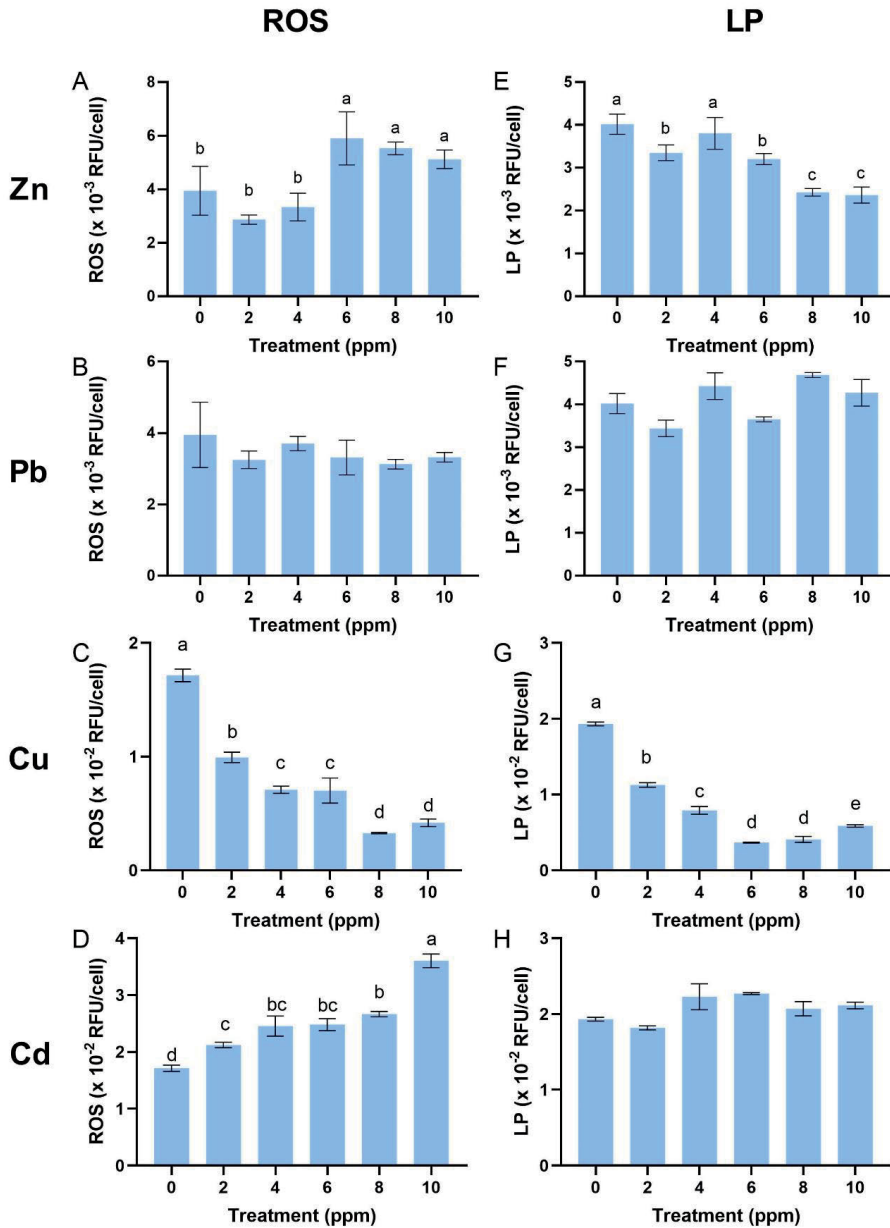 ROS LP
Zn
A
ROS (x 10-3 RFU/cell)
8
6
4
2
0
b b b a a a
0 2 4 6 8 10
Treatment (ppm)
E
LP (x 10-3 RFU/cell)
5
4
3
2
1
0
a b a b c c
0 2 4 6 8 10
Treatment (ppm)
Pb
B
ROS (x 10-3 RFU/cell)
6
4
2
0
0 2 4 6 8 10
Treatment (ppm)
F
LP (x 10-3 RFU/cell)
5
4
3
2
1
0
0 2 4 6 8 10
Treatment (ppm)
Cu
C
ROS (x 10-2 RFU/cell)
2
1
0
a b c c d d
0 2 4 6 8 10
Treatment (ppm)
G
LP (x 10-2 RFU/cell)
3
2
1
0
a b c d d e
0 2 4 6 8 10
Treatment (ppm)
Cd
D
ROS (x 10-2 RFU/cell)
4
3
2
1
0
d c bc bc b a
0 2 4 6 8 10
Treatment (ppm)
H
LP (x 10-2 RFU/cell)
3
2
1
0
0 2 4 6 8 10
Treatment (ppm)